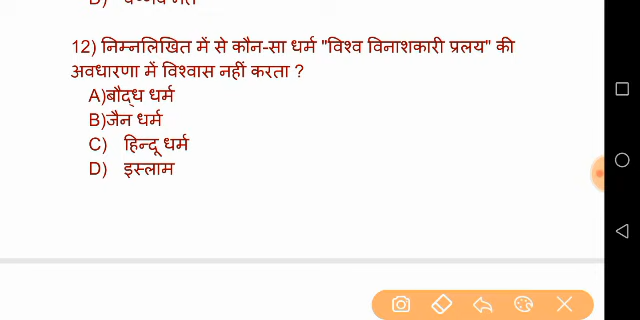 12) निम्नलिखित में से कौन-सा धर्म "विश्व विनाशकारी प्रलय" की
अवधारणा में विश्वास नहीं करता ?
A)बौद्ध धर्म
B)जैन धर्म
C) हिन्दू धर्म
D) इस्लाम